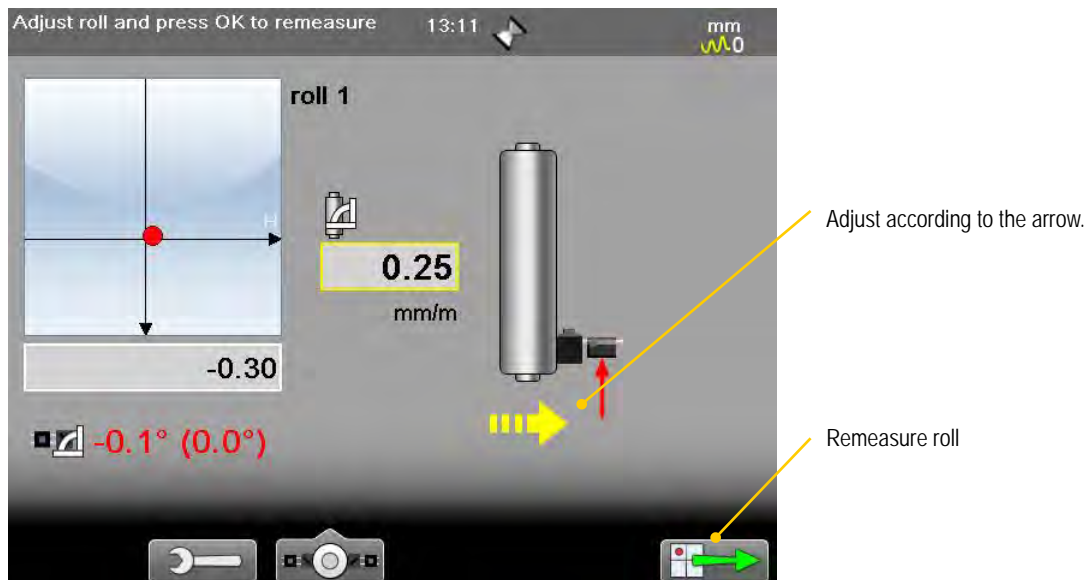 Adjust roll and press OK to remeasure 13:11 mm
0
roll 1
H
0.25
mm/m
-0.30
-0.1° (0.0°)
Adjust according to the arrow.
Remeasure roll